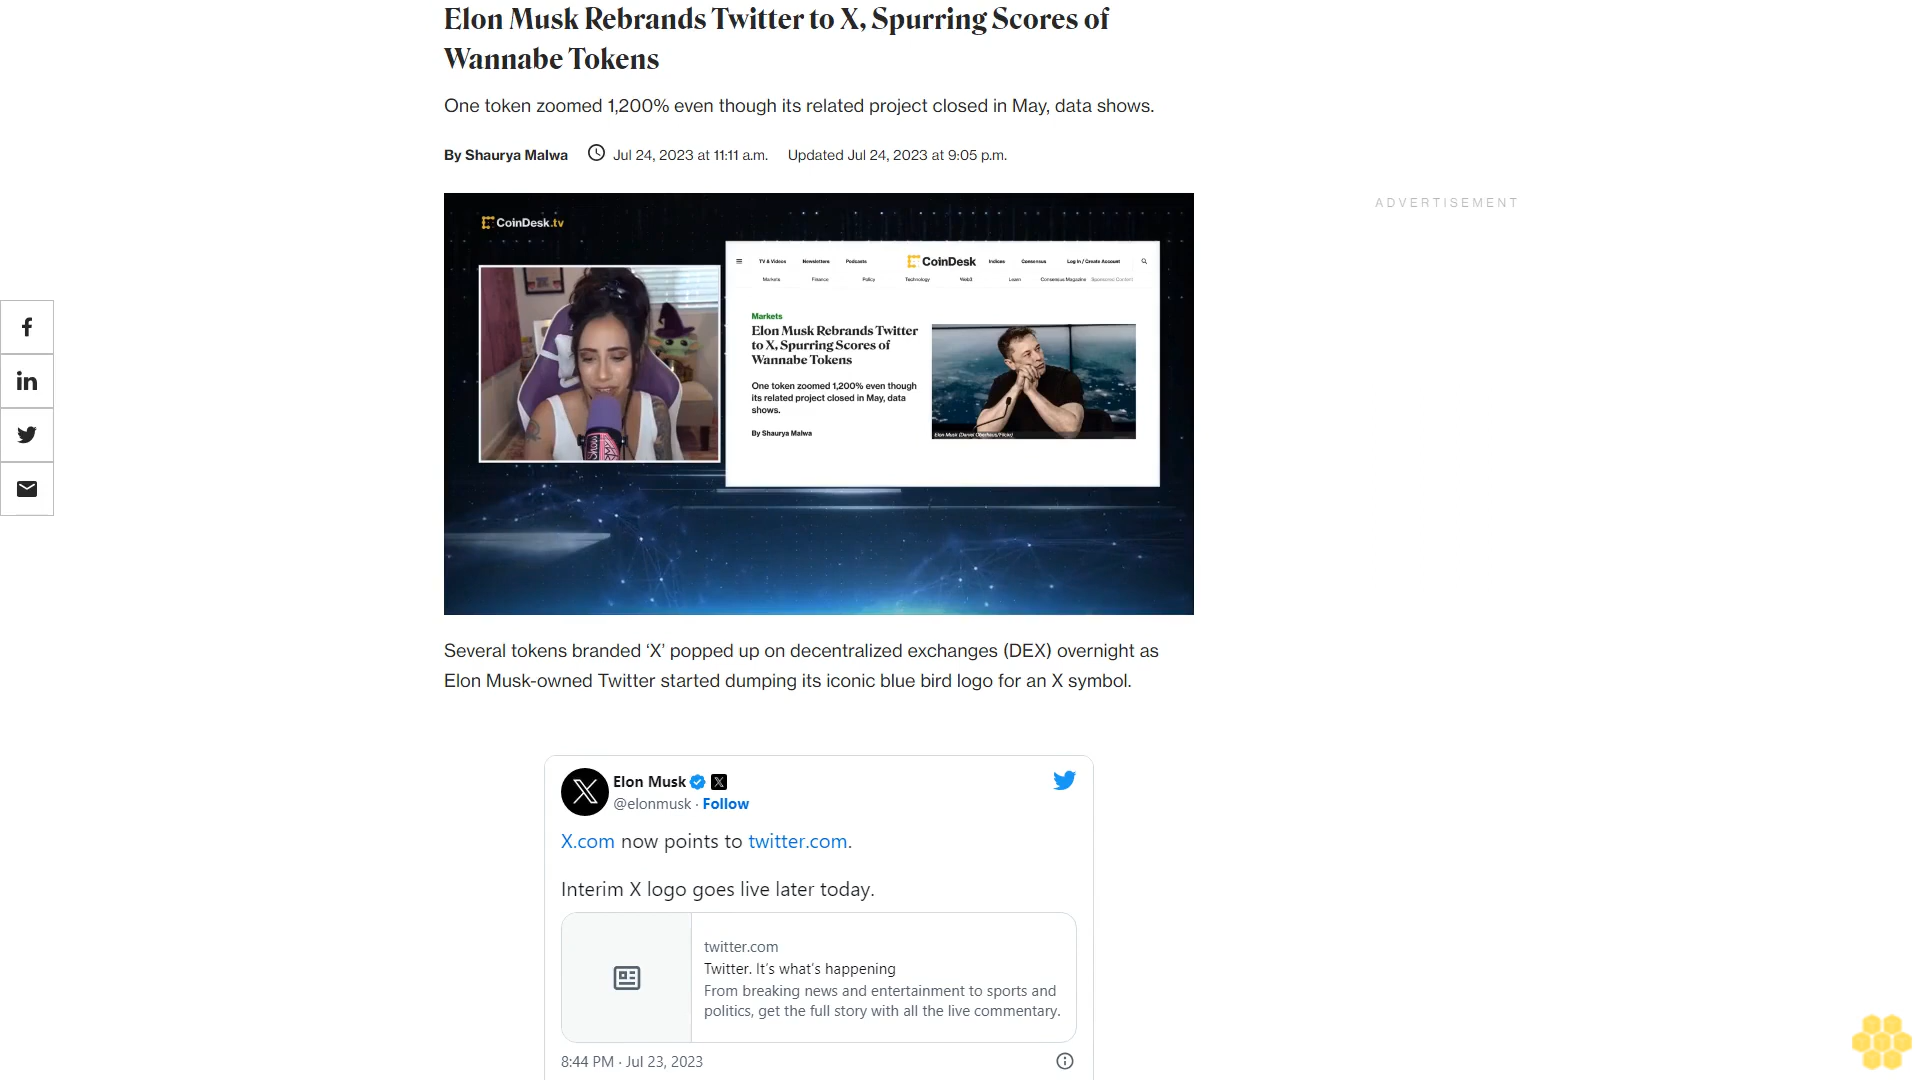 Elon Musk Rebrands Twitter to X, Spurring Scores of
Wannabe Tokens
One token zoomed 1,200% even though its related project closed in May, data shows.
By Shaurya Malwa Jul 24, 2023 at 11:11 a.m. Updated Jul 24, 2023 at 9:05 p.m.
ADVERTISEMENT
CoinDesk.tv
TV & Videos Newsletters Podcasts CoinDesk Indices Consensus Log In / Create Account
Markets Finance Policy Technology Web3 Learn Consensus Magazine Sponsored Content
Markets
Elon Musk Rebrands Twitter
to X, Spurring Scores of
Wannabe Tokens
One token zoomed 1,200% even though
its related project closed in May, data
shows.
By Shaurya Malwa
Elon Musk (Daniel Oberhaus/Flickr)
Several tokens branded ‘X’ popped up on decentralized exchanges (DEX) overnight as
Elon Musk-owned Twitter started dumping its iconic blue bird logo for an X symbol.
Elon Musk
@elonmusk · Follow
X.com now points to twitter.com.
Interim X logo goes live later today.
twitter.com
Twitter. It’s what’s happening
From breaking news and entertainment to sports and
politics, get the full story with all the live commentary.
8:44 PM · Jul 23, 2023